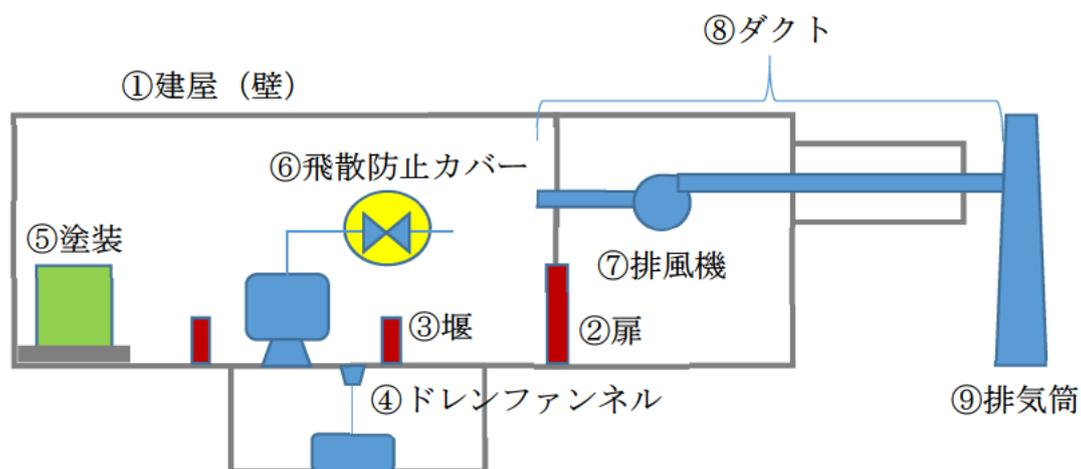 ⑧ダクト
①建屋（壁）
⑥飛散防止カバー
⑤塗装
⑦排風機
③堰
②扉
④ドレンファンネル
⑨排気筒